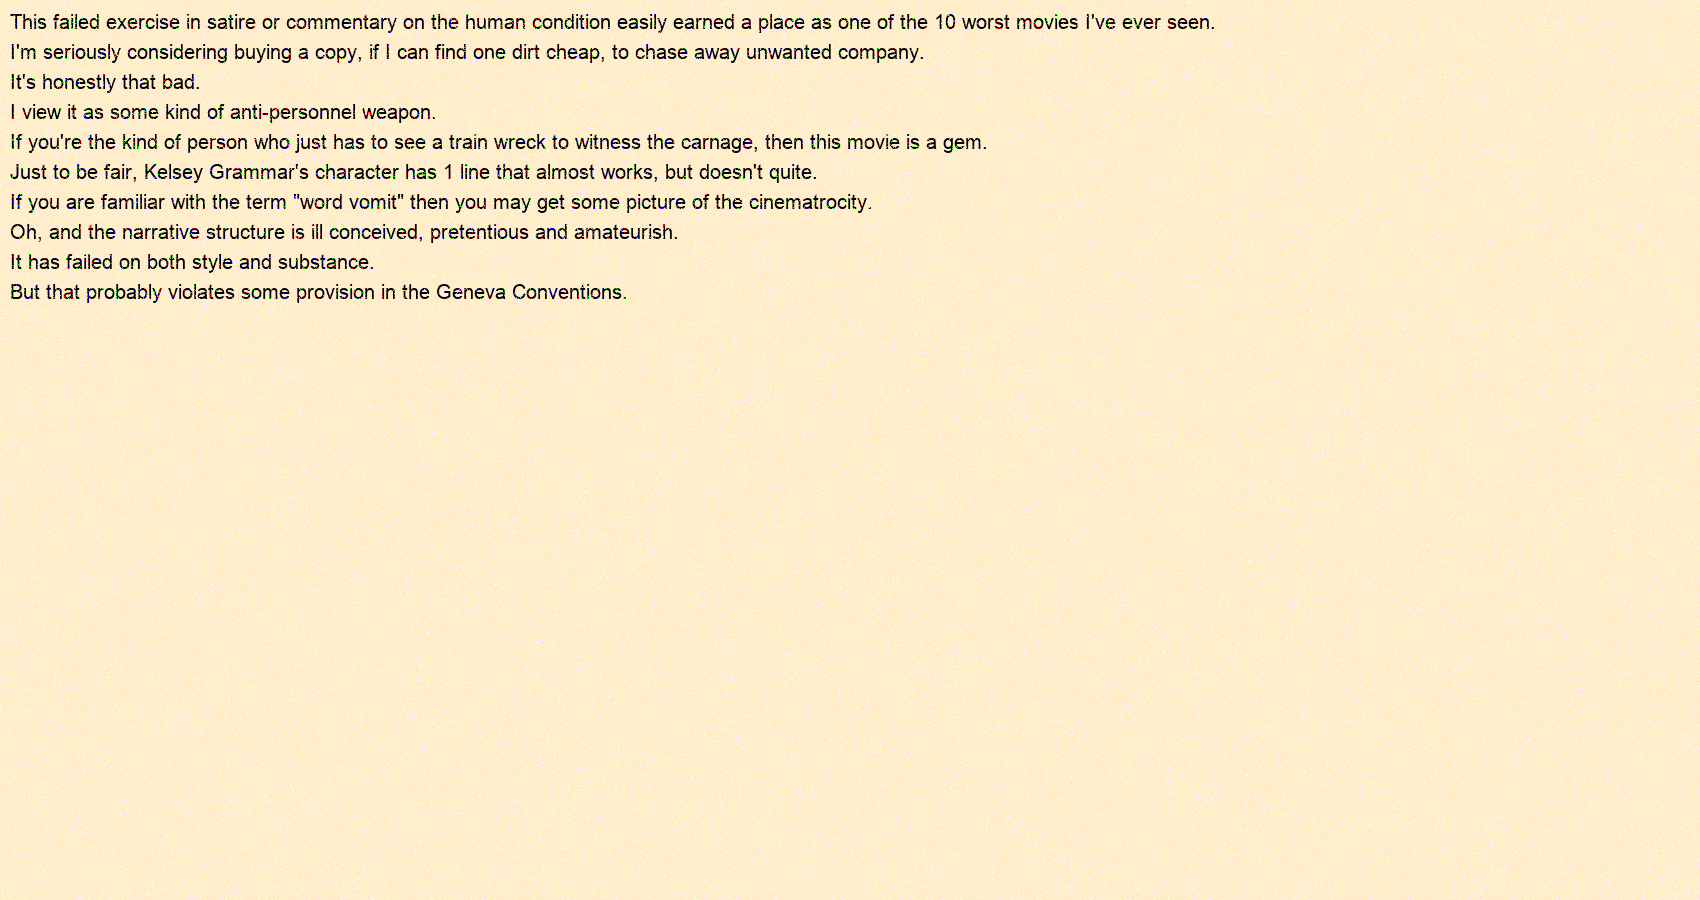 This failed exercise in satire or commentary on the human condition easily earned a place as one of the 10 worst movies I've ever seen.
I'm seriously considering buying a copy, if I can find one dirt cheap, to chase away unwanted company.
It's honestly that bad.
I view it as some kind of anti-personnel weapon.
If you're the kind of person who just has to see a train wreck to witness the carnage, then this movie is a gem.
Just to be fair, Kelsey Grammar's character has 1 line that almost works, but doesn't quite.
If you are familiar with the term "word vomit" then you may get some picture of the cinematrocity.
Oh, and the narrative structure is ill conceived, pretentious and amateurish.
It has failed on both style and substance.
But that probably violates some provision in the Geneva Conventions.